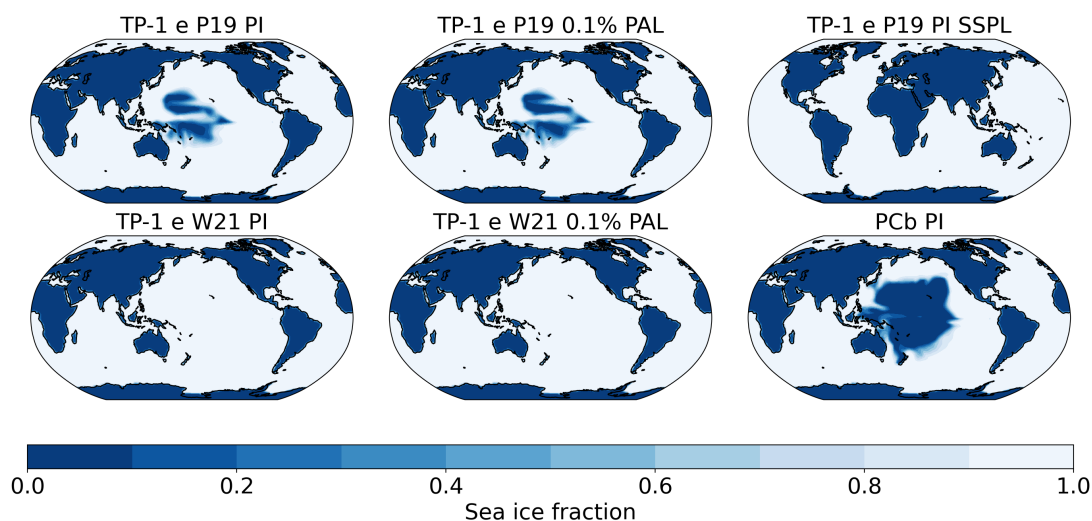 TP-1 e P19 PI
TP-1 e P19 0.1% PAL
TP-1 e P19 PI SSPL
TP-1 e W21 PI
TP-1 e W21 0.1% PAL
PCb PI
0.0 0.2 0.4 0.6 0.8 1.0
Sea ice fraction